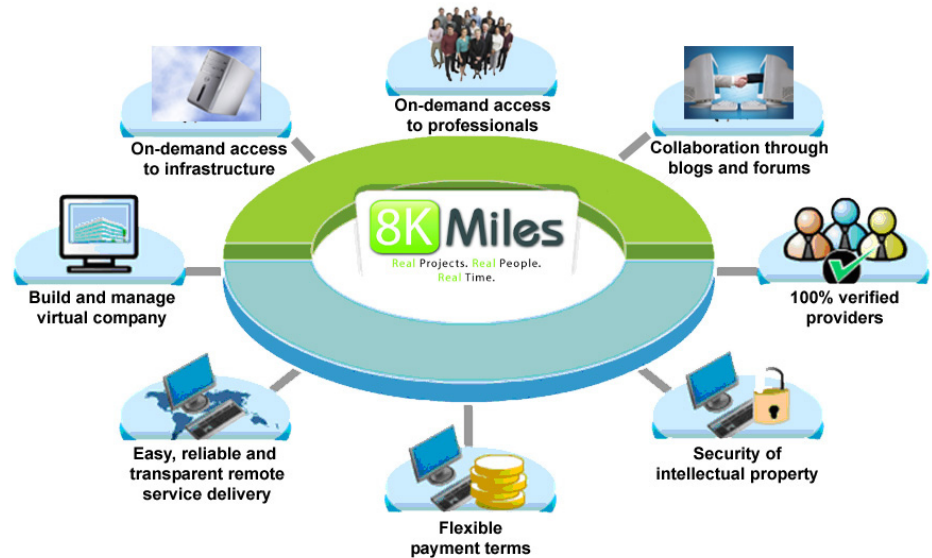 On-demand access
to professionals
On-demand access
to infrastructure
Collaboration through
blogs and forums
8K Miles
Real Projects. Real People.
Real Time.
Build and manage
virtual company
100% verified
providers
Easy, reliable and
transparent remote
service delivery
Security of
intellectual property
Flexible
payment terms